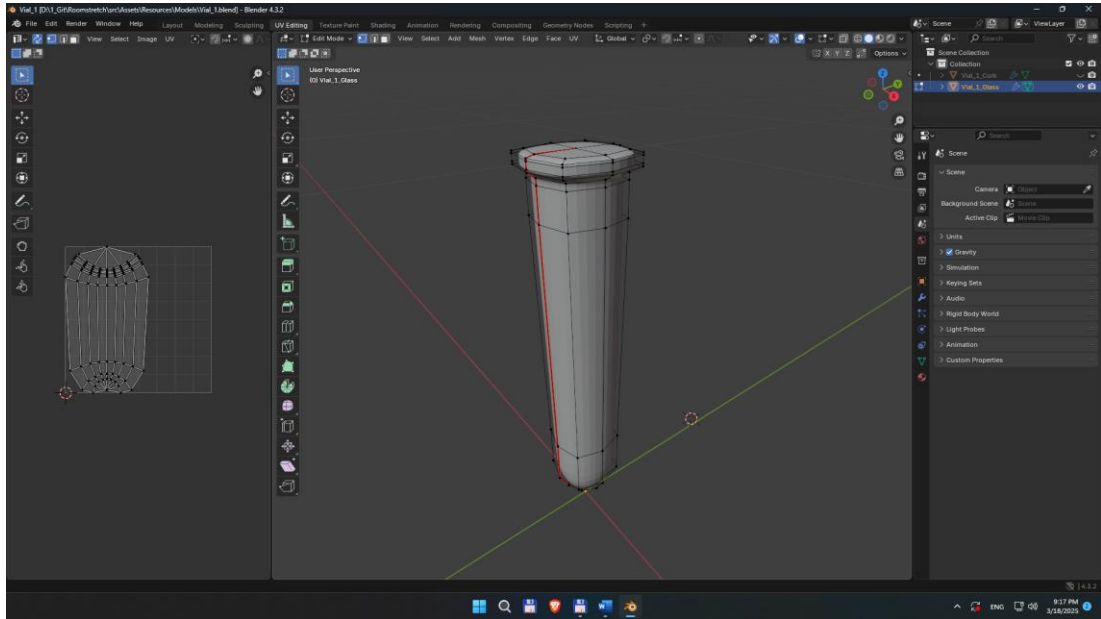 Vial_1 [D:\1_Git\Roomstretch\src\Assets\Resources\Models\Vial_1.blend] - Blender 4.3.2
File Edit Render Window Help Layout Modeling Sculpting UV Editing Texture Paint Shading Animation Rendering Compositing Geometry Nodes Scripting + Scene ViewLayer
View Select Image UV Edit Mode View Select Add Mesh Vertex Edge Face UV Global Search
X Y Z Options
User Perspective
(0) Vial_1_Glass
Scene Collection
Collection
Vial_1_Cork
Vial_1_Glass
Search
Scene
Scene
Camera Object
Background Scene Scene
Active Clip Movie Clip
Units
Gravity
Simulation
Keying Sets
Audio
Rigid Body World
Light Probes
Animation
Custom Properties
4.3.2
ENG 9:17 PM
3/18/2025